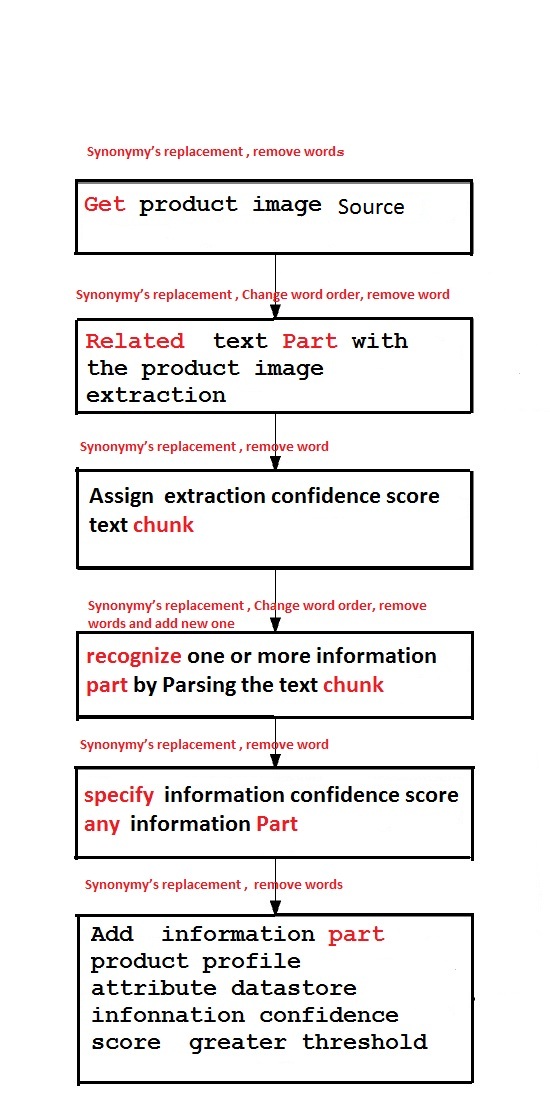 Synonymy's replacement , remove words
Get product image Source
Synonymy's replacement , Change word order, remove word
Related text Part with
the product image
extraction
Synonymy's replacement , remove word
Assign extraction confidence score
text chunk
Synonymy's replacement , Change word order, remove
words and add new one
recognize one or more information
part by Parsing the text chunk
Synonymy's replacement , remove word
specify information confidence score
any information Part
Synonymy's replacement , remove words
Add information part
product profile
attribute datastore
infonnation confidence
score greater threshold